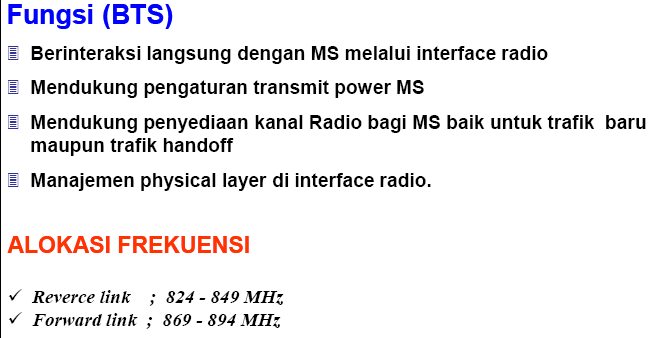 Fungsi (BTS)
Berinteraksi langsung dengan MS melalui interface radio
Mendukung pengaturan transmit power MS
Mendukung penyediaan kanal Radio bagi MS baik untuk trafik baru
maupun trafik handoff
Manajemen physical layer di interface radio.
ALOKASI FREKUENSI
✓ Reverce link ; 824 - 849 MHz
✓ Forward link ; 869 - 894 MHz